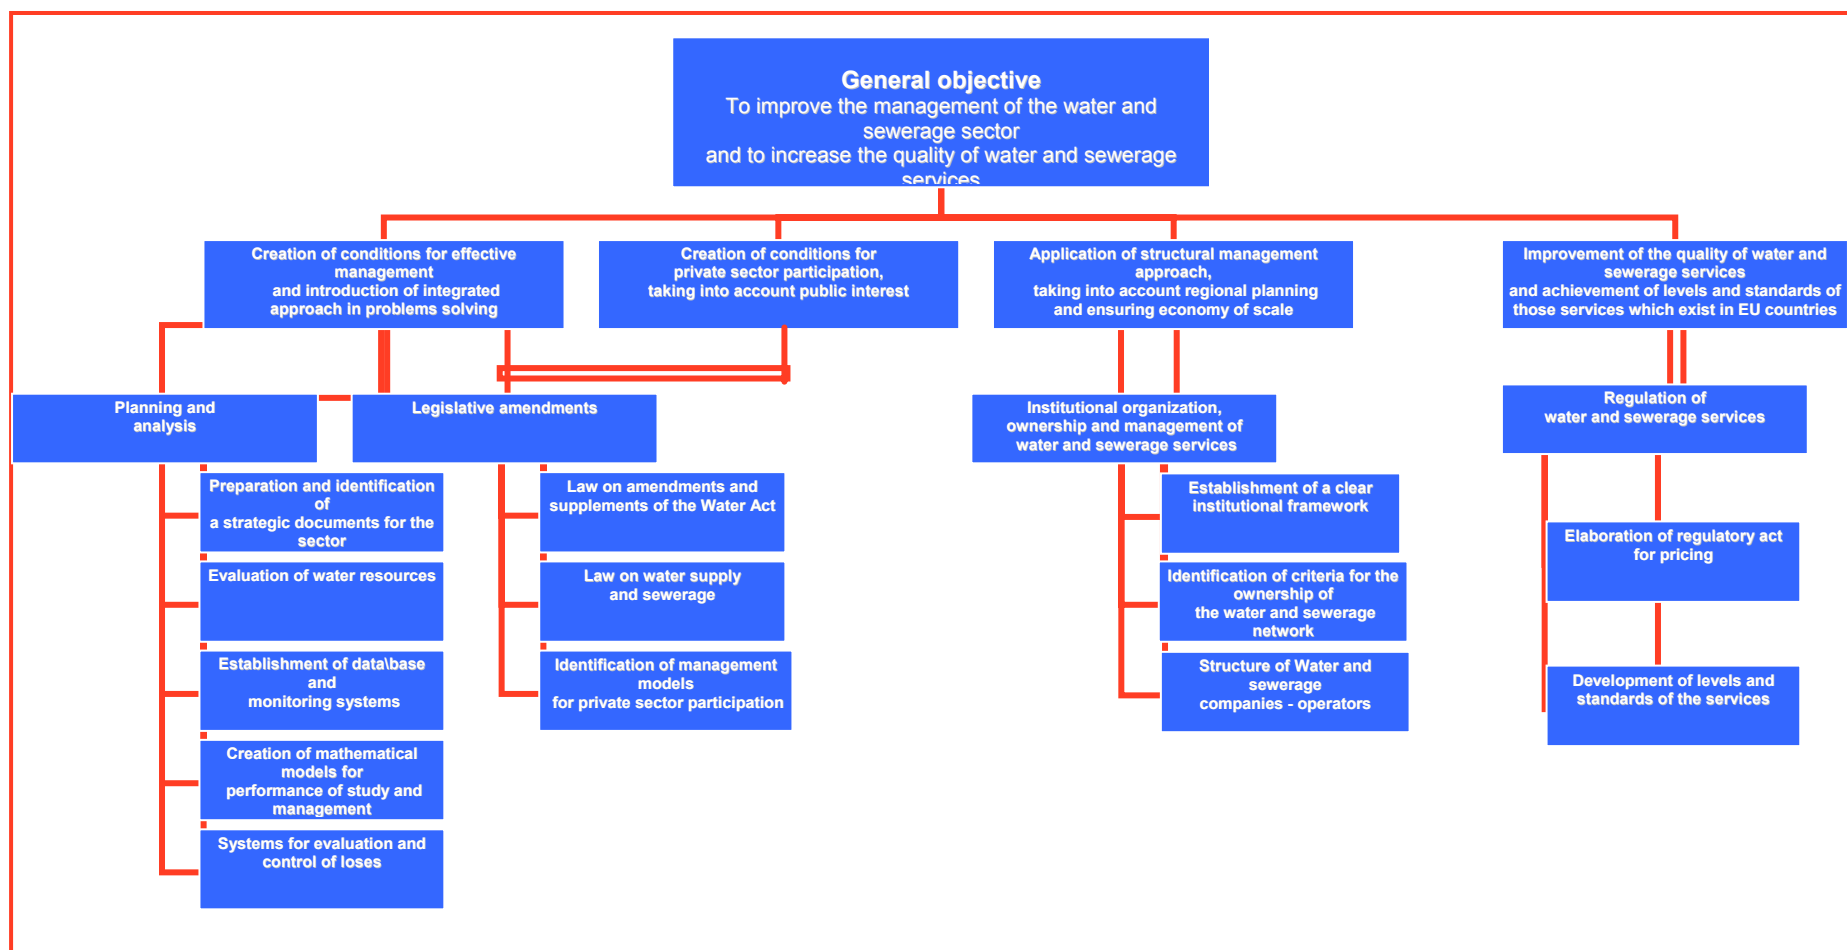 General objective
To improve the management of the water and
sewerage sector
and to increase the quality of water and sewerage
services
Creation of conditions for effective
management
and introduction of integrated
approach in problems solving
Creation of conditions for
private sector participation,
taking into account public interest
Application of structural management
approach,
taking into account regional planning
and ensuring economy of scale
Improvement of the quality of water and
sewerage services
and achievement of levels and standards of
those services which exist in EU countries
Planning and
analysis
Legislative amendments
Institutional organization,
ownership and management of
water and sewerage services
Regulation of
water and sewerage services
Preparation and identification
of
a strategic documents for the
sector
Evaluation of water resources
Establishment of data\base
and
monitoring systems
Creation of mathematical
models for
performance of study and
management
Systems for evaluation and
control of loses
Law on amendments and
supplements of the Water Act
Law on water supply
and sewerage
Identification of management
models
for private sector participation
Establishment of a clear
institutional framework
Identification of criteria for the
ownership of
the water and sewerage
network
Structure of Water and
sewerage
companies - operators
Elaboration of regulatory act
for pricing
Development of levels and
standards of the services